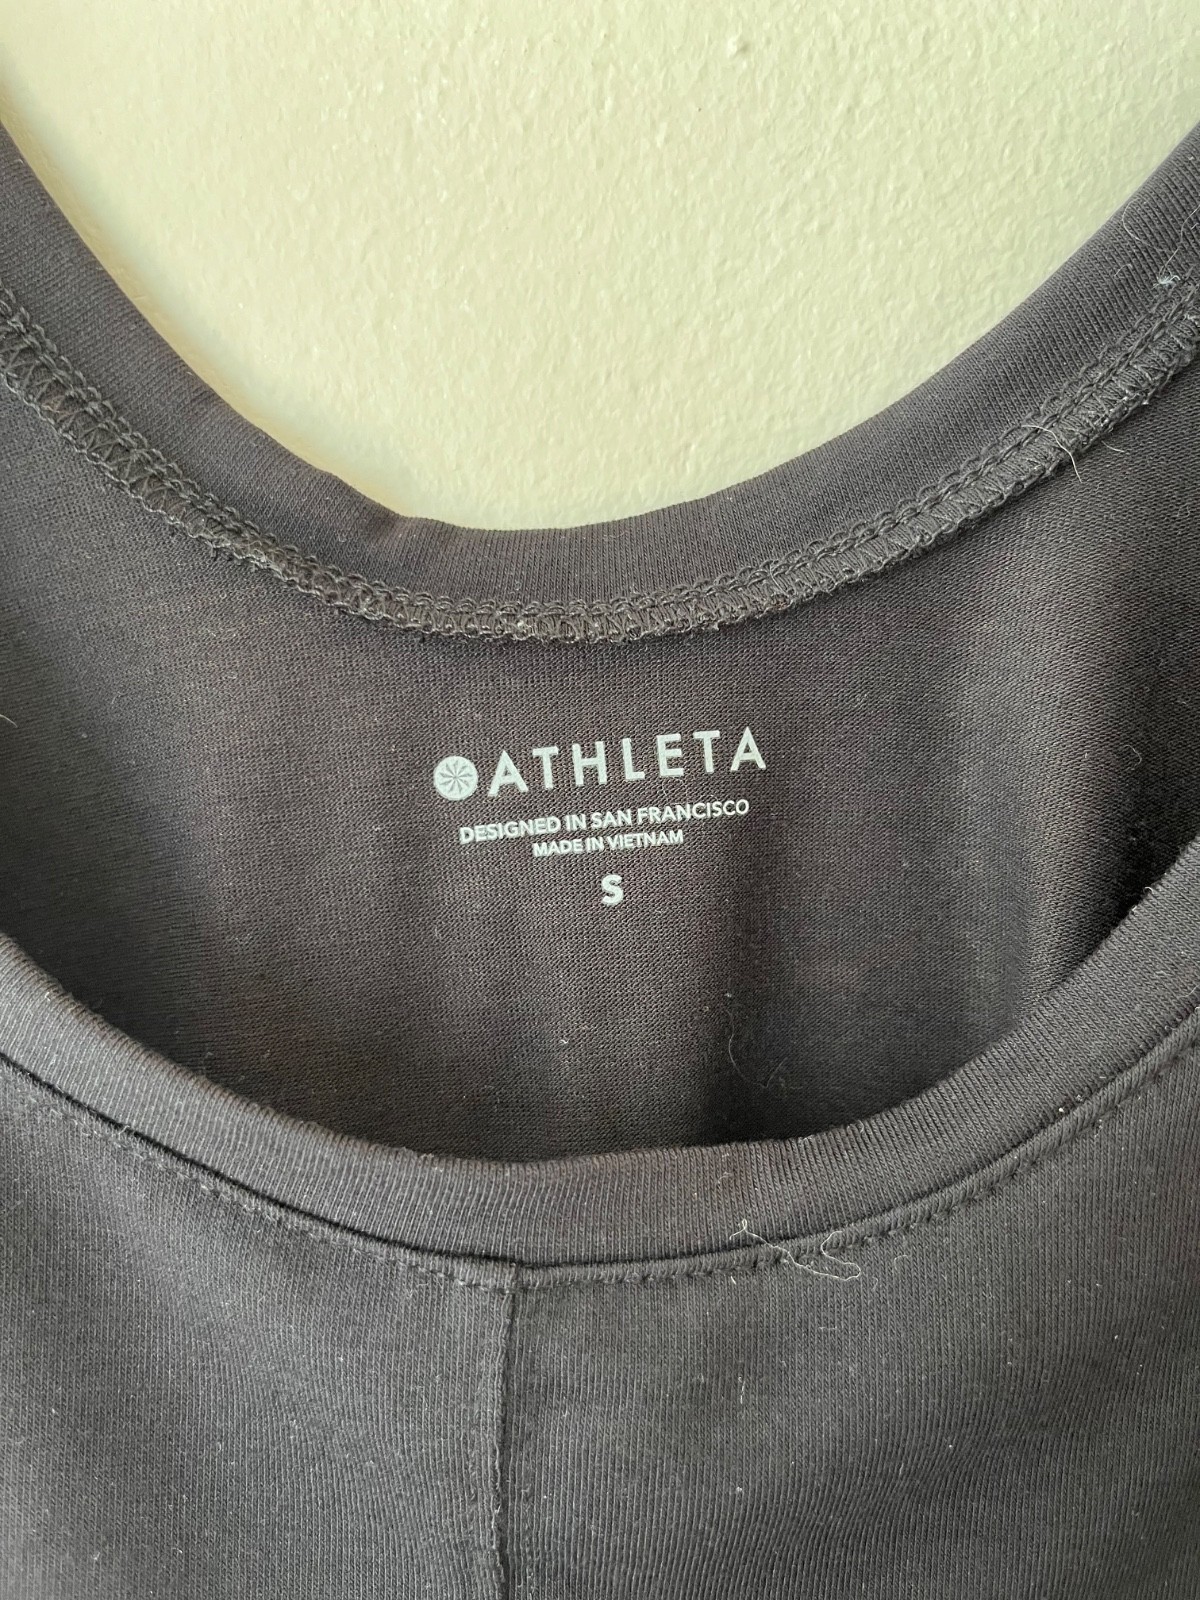 ATHLETA
DESIGNED IN SAN FRANCISCO
MADE IN VIETNAM
S